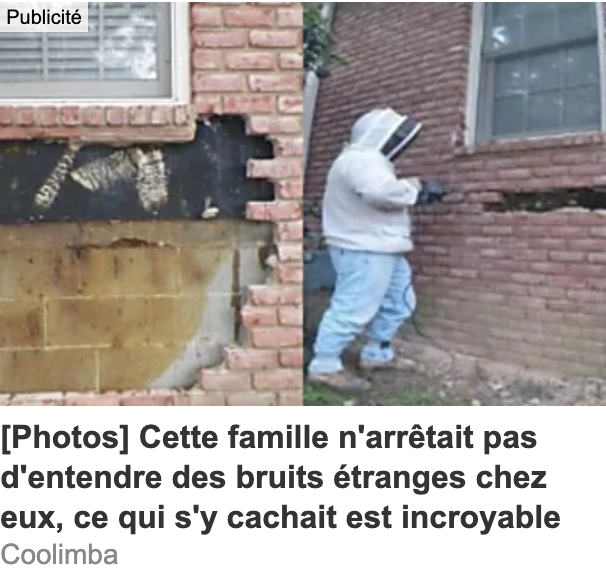 Publicité
[Photos] Cette famille n'arrêtait pas
d'entendre des bruits étranges chez
eux, ce qui s'y cachait est incroyable
Coolimba